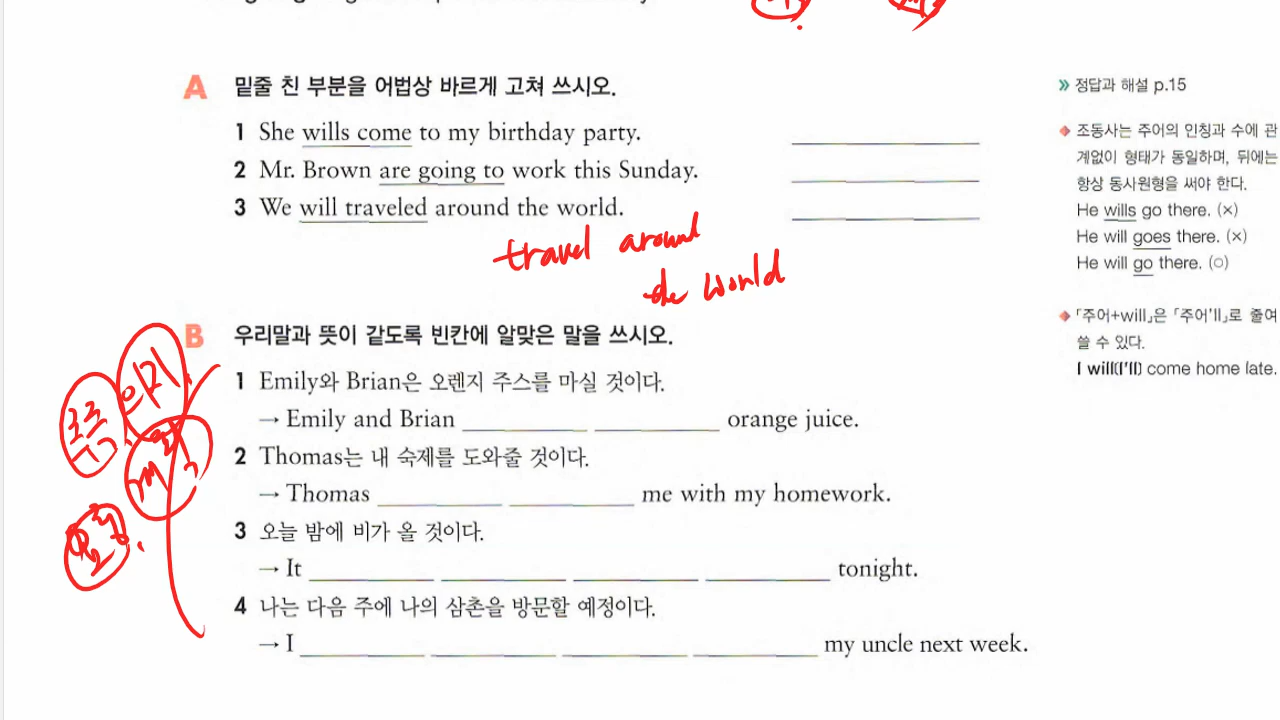 A 밑줄 친 부분을 어법상 바르게 고쳐 쓰시오.
1 She wills come to my birthday party.
2 Mr. Brown are going to work this Sunday.
3 We will traveled around the world.
travel around
the world
B 우리말과 뜻이 같도록 빈칸에 알맞은 말을 쓰시오.
1 Emily와 Brian은 오렌지 주스를 마실 것이다.
→ Emily and Brian orange juice.
2 Thomas는 내 숙제를 도와줄 것이다.
→ Thomas me with my homework.
3 오늘 밤에 비가 올 것이다.
→ It tonight.
4 나는 다음 주에 나의 삼촌을 방문할 예정이다.
→ I my uncle next week.
의지
» 정답과 해설 p.15
조동사는 주어의 인칭과 수에 관
계없이 형태가 동일하며, 뒤에는
항상 동사원형을 써야 한다.
He wills go there. (×)
He will goes there. (×)
He will go there. (○)
「주어+will」은 「주어'll」로 줄여
쓸 수 있다.
I will(I'll) come home late.